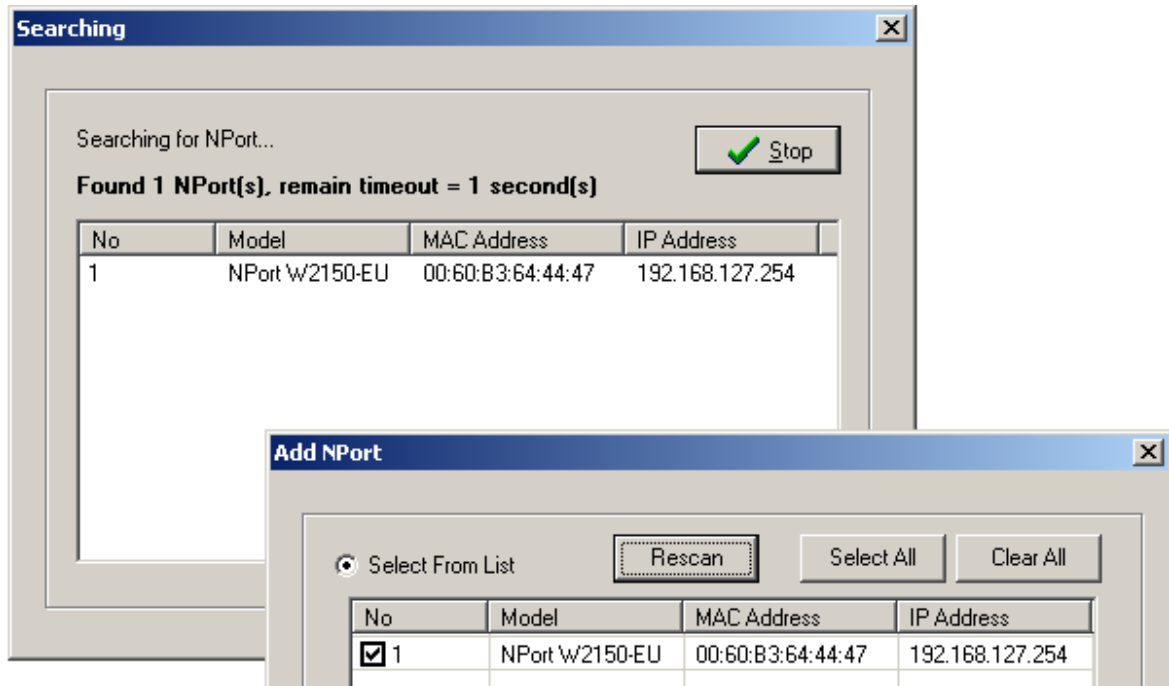 Searching
Searching for NPort...
Stop
Found 1 NPort(s), remain timeout = 1 second(s)
No Model MAC Address IP Address
1 NPort W2150-EU 00:60:B3:64:44:47 192.168.127.254
Add NPort
Select From List Rescan Select All Clear All
No Model MAC Address IP Address
1 NPort W2150-EU 00:60:B3:64:44:47 192.168.127.254